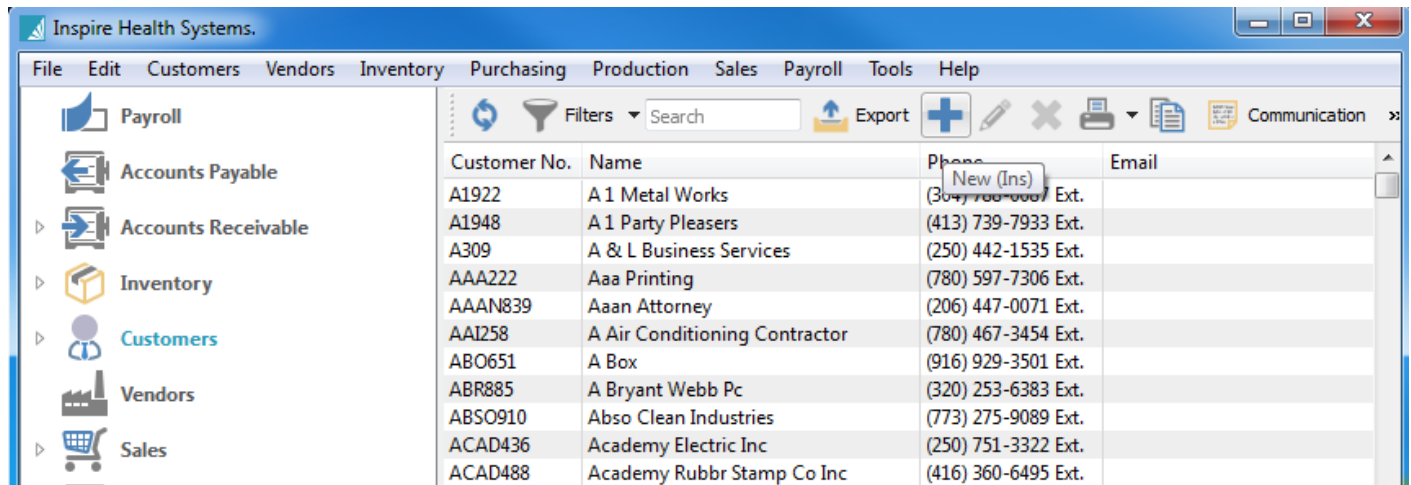 Inspire Health Systems.
File Edit Customers Vendors Inventory Purchasing Production Sales Payroll Tools Help
Payroll
Accounts Payable
Accounts Receivable
Inventory
Customers
Vendors
Sales
Filters Search Export Communication »
Customer No. Name Phone Email
New (Ins)
A1922 A 1 Metal Works Ext.
A1948 A 1 Party Pleasers (413) 739-7933 Ext.
A309 A & L Business Services (250) 442-1535 Ext.
AAA222 Aaa Printing (780) 597-7306 Ext.
AAAN839 Aaan Attorney (206) 447-0071 Ext.
AAI258 A Air Conditioning Contractor (780) 467-3454 Ext.
ABO651 A Box (916) 929-3501 Ext.
ABR885 A Bryant Webb Pc (320) 253-6383 Ext.
ABSO910 Abso Clean Industries (773) 275-9089 Ext.
ACAD436 Academy Electric Inc (250) 751-3322 Ext.
ACAD488 Academy Rubbr Stamp Co Inc (416) 360-6495 Ext.